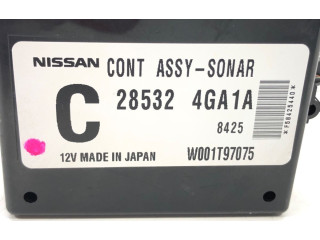 NISSAN CONT ASSY-SONAR
C 28532 4GA1A
8425
12V MADE IN JAPAN W001T97075